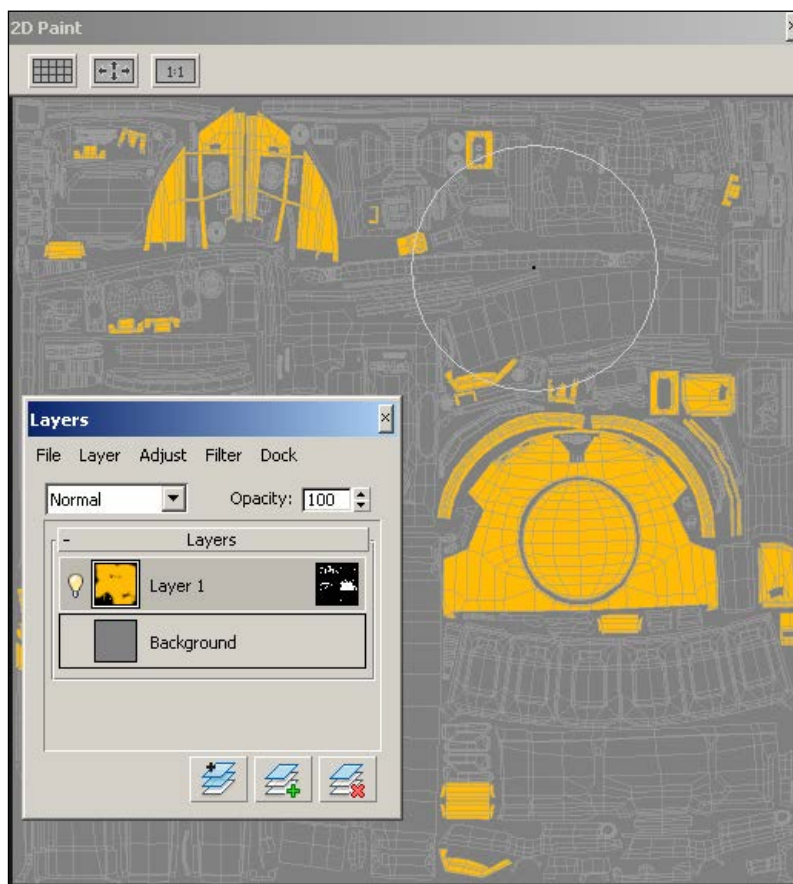 2D Paint
1:1
Layers
File Layer Adjust Filter Dock
Normal Opacity: 100
- Layers
Layer 1
Background